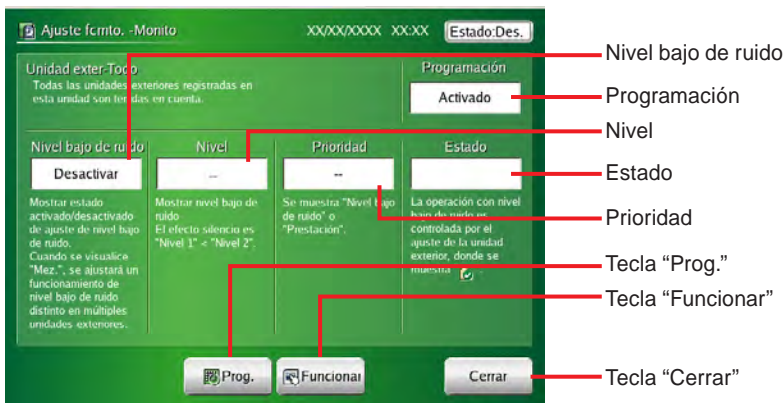 Ajuste fcmto. -Monito
XX/XX/XXXX XX:XX
Estado:Des.
Unidad exter-Todo
Todas las unidades exteriores registradas en
esta unidad son tenidas en cuenta.
Programación
Activado
Nivel bajo de ruido
Desactivar
Mostrar estado
activado/desactivado
de ajuste de nivel bajo
de ruido.
Cuando se visualice
"Mez.", se ajustará un
funcionamiento de
nivel bajo de ruido
distinto en múltiples
unidades exteriores.
Nivel
--
Mostrar nivel bajo de
ruido
El efecto silencio es
"Nivel 1" < "Nivel 2".
Prioridad
--
Se muestra "Nivel bajo
de ruido" o
"Prestación".
Estado
La operación con nivel
bajo de ruido es
controlada por el
ajuste de la unidad
exterior, donde se
muestra .
Prog.
Funcionar
Cerrar
Nivel bajo de ruido
Programación
Nivel
Estado
Prioridad
Tecla “Prog.”
Tecla “Funcionar”
Tecla “Cerrar”